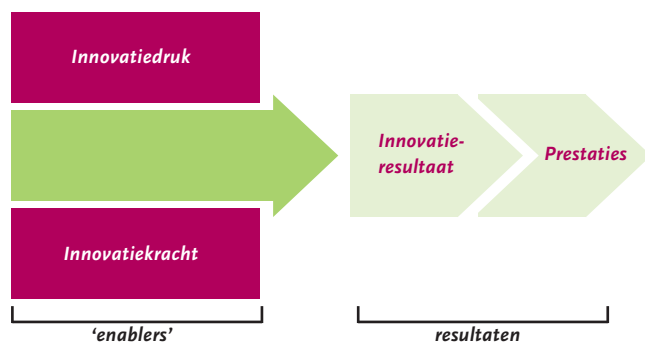 Innovatiedruk
Innovatie-
resultaat
Prestaties
Innovatiekracht
'enablers'
resultaten